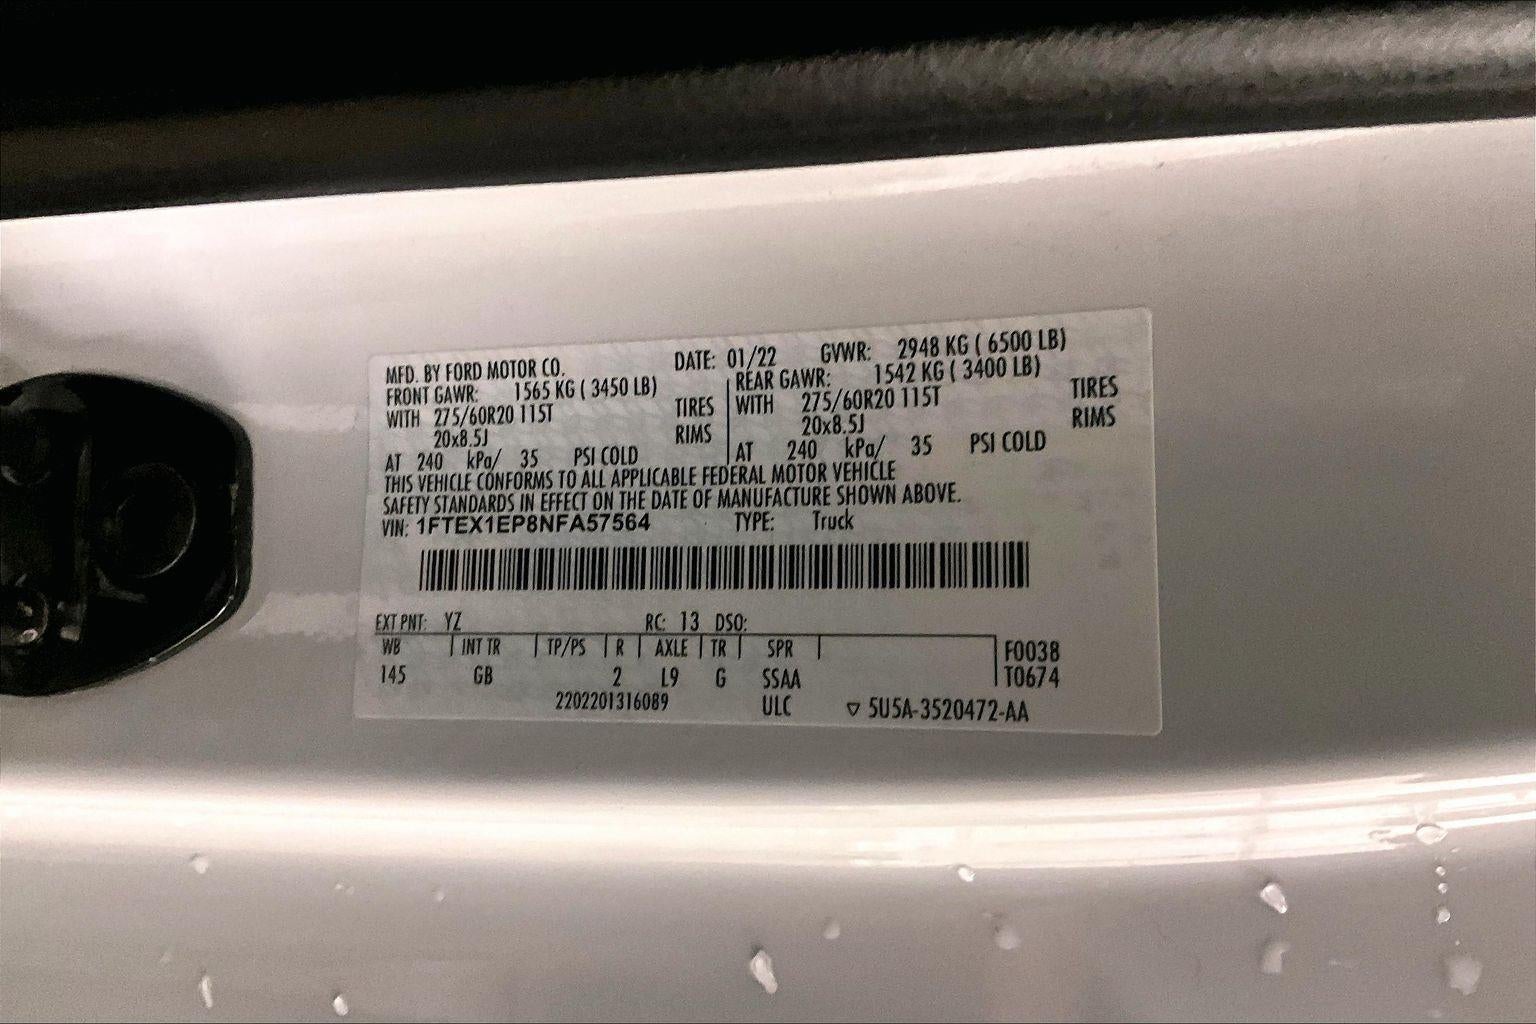 MFD. BY FORD MOTOR CO. DATE: 01/22 GVWR: 2948 KG ( 6500 LB)
FRONT GAWR: 1565 KG ( 3450 LB) REAR GAWR: 1542 KG ( 3400 LB)
WITH 275/60R20 115T TIRES WITH 275/60R20 115T TIRES
20x8.5J RIMS 20x8.5J RIMS
AT 240 kPa/ 35 PSI COLD AT 240 kPa/ 35 PSI COLD
THIS VEHICLE CONFORMS TO ALL APPLICABLE FEDERAL MOTOR VEHICLE
SAFETY STANDARDS IN EFFECT ON THE DATE OF MANUFACTURE SHOWN ABOVE.
VIN: 1FTEX1EP8NFA57564 TYPE: Truck
EXT PNT: YZ RC: 13 DSO:
WB INT TR TP/PS R AXLE TR SPR F0038
145 GB 2 L9 G SSAA T0674
2202201316089 ULC ▽ 5U5A-3520472-AA